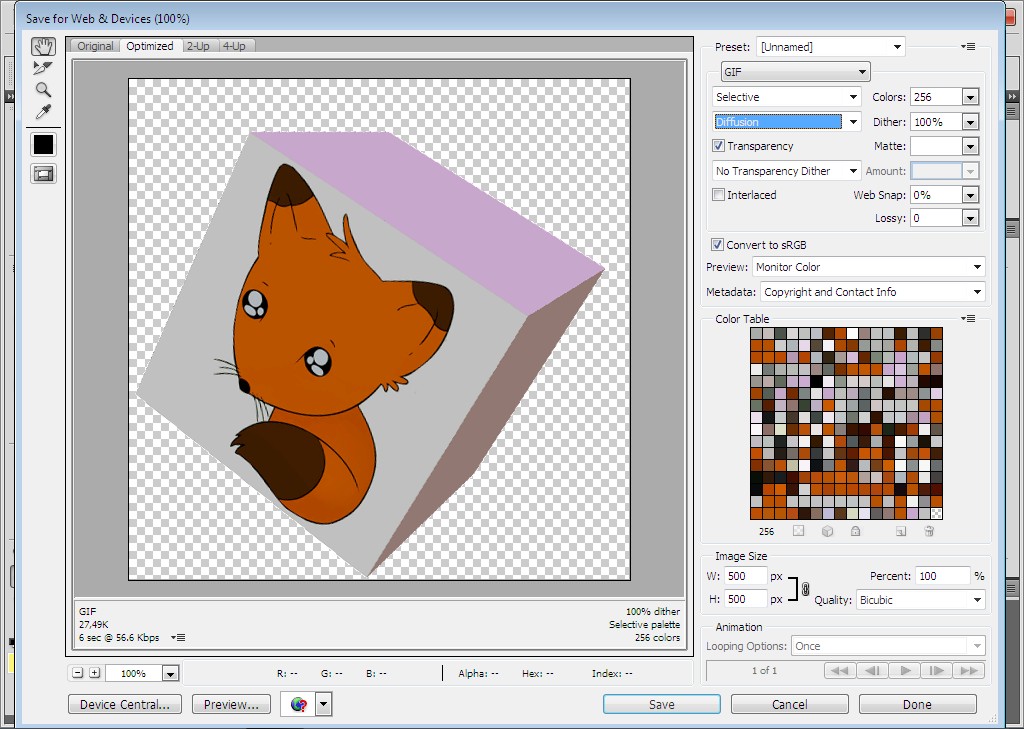 Save for Web & Devices (100%)
Original Optimized 2-Up 4-Up
Preset: [Unnamed]
GIF
Selective Colors: 256
Diffusion Dither: 100%
Transparency Matte:
No Transparency Dither Amount:
Interlaced Web Snap: 0%
Lossy: 0
Convert to sRGB
Preview: Monitor Color
Metadata: Copyright and Contact Info
Color Table
256
Image Size
W: 500 px Percent: 100 %
H: 500 px Quality: Bicubic
Animation
Looping Options: Once
1 of 1
GIF 100% dither
27,49K Selective palette
6 sec @ 56.6 Kbps 256 colors
100% R: -- G: -- B: -- Alpha: -- Hex: -- Index: --
Device Central... Preview... Save Cancel Done